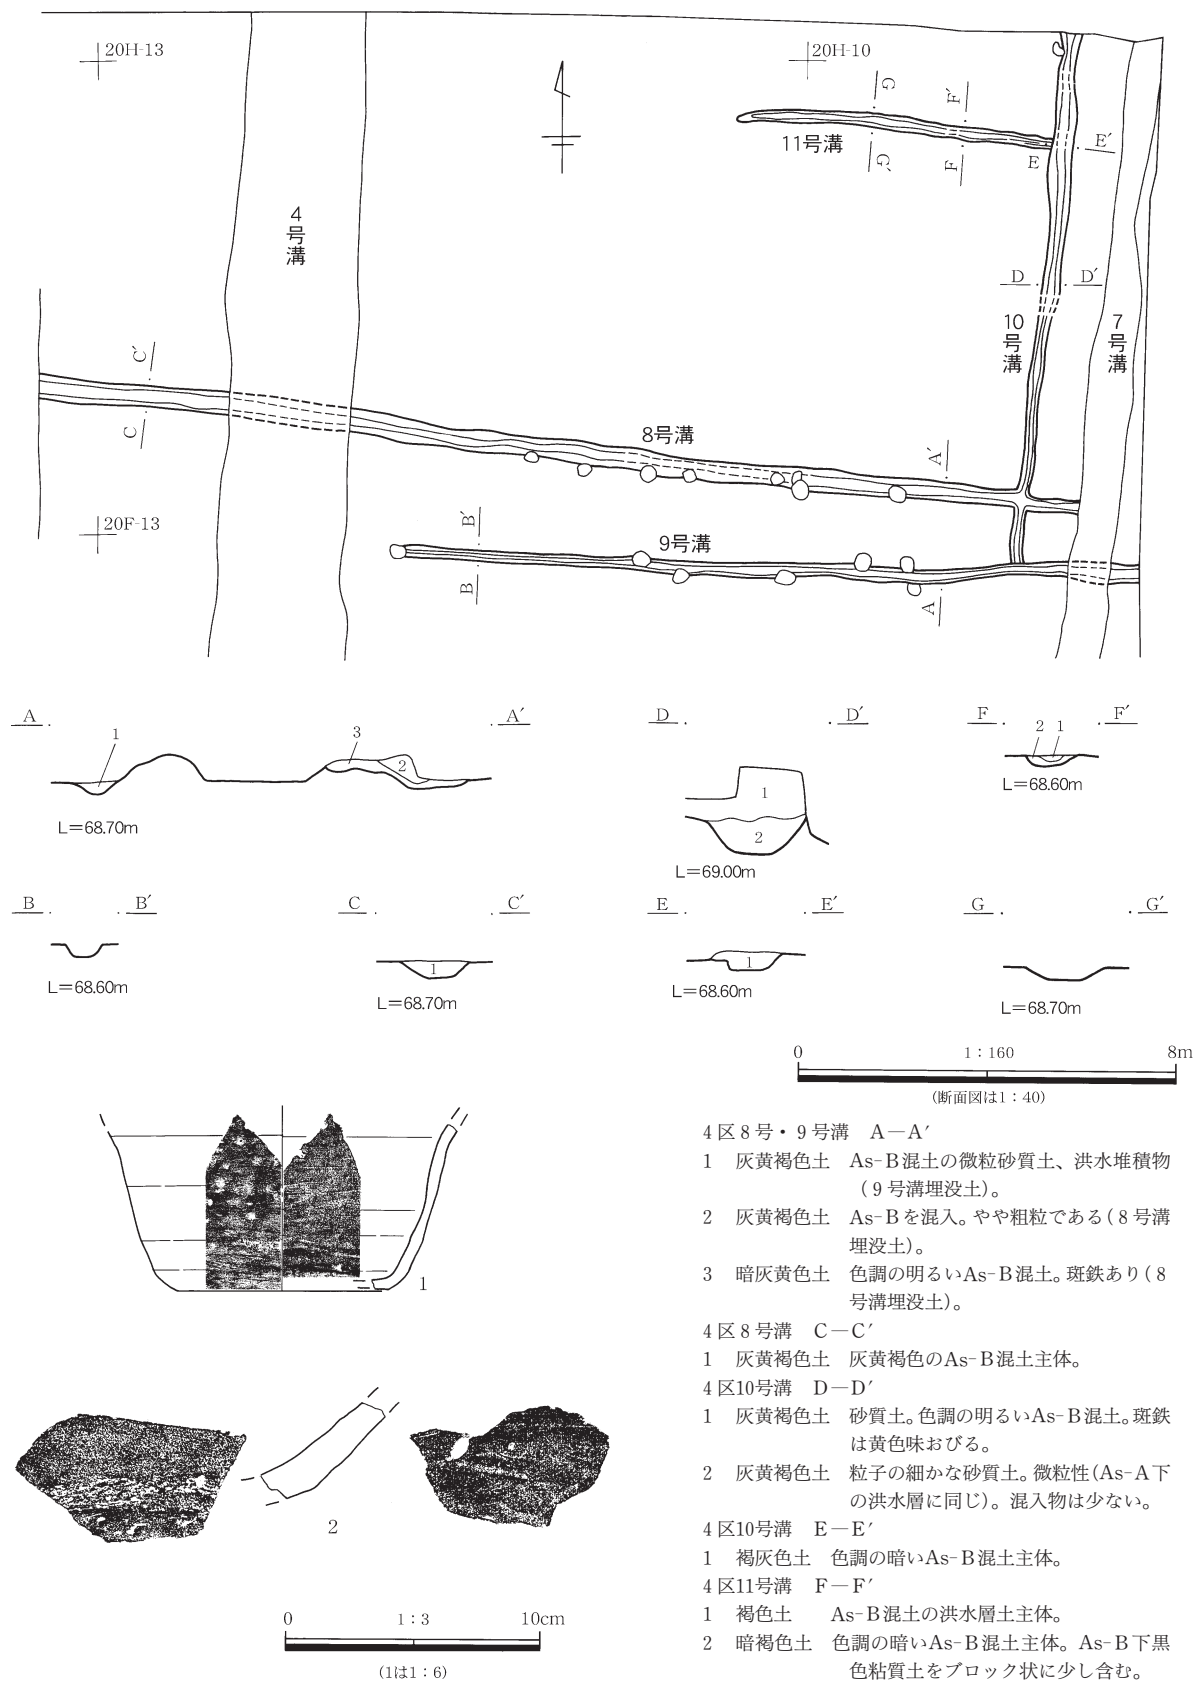 20H-13
20H-10
G
F′
11号溝
E
E′
G′
F
4号溝
D
D′
10号溝
7号溝
C′
C
8号溝
A′
20F-13
B′
9号溝
B
A
A
A′
1
3
2
L=68.70m
D
D′
1
2
L=69.00m
F
F′
2 1
L=68.60m
B
B′
L=68.60m
C
C′
1
L=68.70m
E
E′
1
L=68.60m
G
G′
L=68.70m
0 1:160 8m
(断面図は1:40)
1
2
0 1:3 10cm
(1は1:6)
4区8号・9号溝 A―A′
1 灰黄褐色土 As-B混土の微粒砂質土、洪水堆積物
(9号溝埋没土)。
2 灰黄褐色土 As-Bを混入。やや粗粒である(8号溝
埋没土)。
3 暗灰黄色土 色調の明るいAs-B混土。斑鉄あり(8
号溝埋没土)。
4区8号溝 C―C′
1 灰黄褐色土 灰黄褐色のAs-B混土主体。
4区10号溝 D―D′
1 灰黄褐色土 砂質土。色調の明るいAs-B混土。斑鉄
は黄色味おびる。
2 灰黄褐色土 粒子の細かな砂質土。微粒性(As-A下
の洪水層に同じ)。混入物は少ない。
4区10号溝 E―E′
1 褐灰色土 色調の暗いAs-B混土主体。
4区11号溝 F―F′
1 褐色土 As-B混土の洪水層土主体。
2 暗褐色土 色調の暗いAs-B混土主体。As-B下黒
色粘質土をブロック状に少し含む。